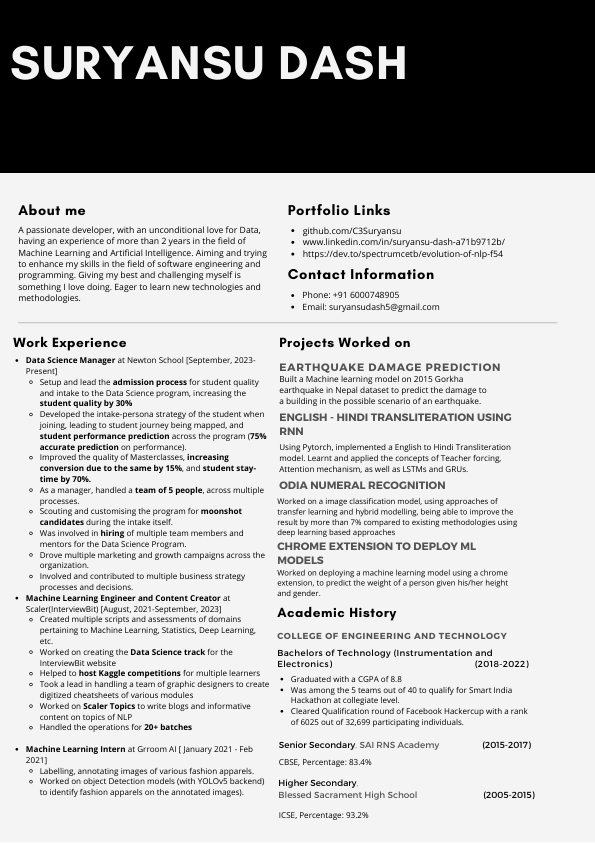 SURYANSU DASH
About me
A passionate developer, with an unconditional love for Data,
having an experience of more than 2 years in the field of
Machine Learning and Artificial Intelligence. Aiming and trying
to enhance my skills in the field of software engineering and
programming. Giving my best and challenging myself is
something I love doing. Eager to learn new technologies and
methodologies.
Portfolio Links
• github.com/C3Suryansu
• www.linkedin.com/in/suryansu-dash-a71b9712b/
• https://dev.to/spectrumcetb/evolution-of-nlp-f54
Contact Information
• Phone: +91 6000748905
• Email: suryansudash5@gmail.com
Work Experience
• Data Science Manager at Newton School [September, 2023-
Present]
◦ Setup and lead the admission process for student quality
and intake to the Data Science program, increasing the
student quality by 30%
◦ Developed the intake-persona strategy of the student when
joining, leading to student journey being mapped, and
student performance prediction across the program (75%
accurate prediction on performance).
◦ Improved the quality of Masterclasses, increasing
conversion due to the same by 15%, and student stay-
time by 70%.
◦ As a manager, handled a team of 5 people, across multiple
processes.
◦ Scouting and customising the program for moonshot
candidates during the intake itself.
◦ Was involved in hiring of multiple team members and
mentors for the Data Science Program.
◦ Drove multiple marketing and growth campaigns across the
organization.
◦ Involved and contributed to multiple business strategy
processes and decisions.
• Machine Learning Engineer and Content Creator at
Scaler(InterviewBit) [August, 2021-September, 2023]
◦ Created multiple scripts and assessments of domains
pertaining to Machine Learning, Statistics, Deep Learning,
etc.
◦ Worked on creating the Data Science track for the
InterviewBit website
◦ Helped to host Kaggle competitions for multiple learners
◦ Took a lead in handling a team of graphic designers to create
digitized cheatsheets of various modules
◦ Worked on Scaler Topics to write blogs and informative
content on topics of NLP
◦ Handled the operations for 20+ batches
• Machine Learning Intern at Grroom AI [ January 2021 - Feb
2021]
◦ Labelling, annotating images of various fashion apparels.
◦ Worked on object Detection models (with YOLOv5 backend)
to identify fashion apparels on the annotated images).
Projects Worked on
EARTHQUAKE DAMAGE PREDICTION
Built a Machine learning model on 2015 Gorkha
earthquake in Nepal dataset to predict the damage to
a building in the possible scenario of an earthquake.
ENGLISH - HINDI TRANSLITERATION USING
RNN
Using Pytorch, implemented a English to Hindi Transliteration
model. Learnt and applied the concepts of Teacher forcing,
Attention mechanism, as well as LSTMs and GRUs.
ODIA NUMERAL RECOGNITION
Worked on a image classification model, using approaches of
transfer learning and hybrid modelling, being able to improve the
result by more than 7% compared to existing methodologies using
deep learning based approaches
CHROME EXTENSION TO DEPLOY ML
MODELS
Worked on deploying a machine learning model using a chrome
extension, to predict the weight of a person given his/her height
and gender.
Academic History
COLLEGE OF ENGINEERING AND TECHNOLOGY
Bachelors of Technology (Instrumentation and
Electronics) (2018-2022)
• Graduated with a CGPA of 8.8
• Was among the 5 teams out of 40 to qualify for Smart India
Hackathon at collegiate level.
• Cleared Qualification round of Facebook Hackercup with a rank
of 6025 out of 32,699 participating individuals.
Senior Secondary, SAI RNS Academy (2015-2017)
CBSE, Percentage: 83.4%
Higher Secondary,
Blessed Sacrament High School (2005-2015)
ICSE, Percentage: 93.2%